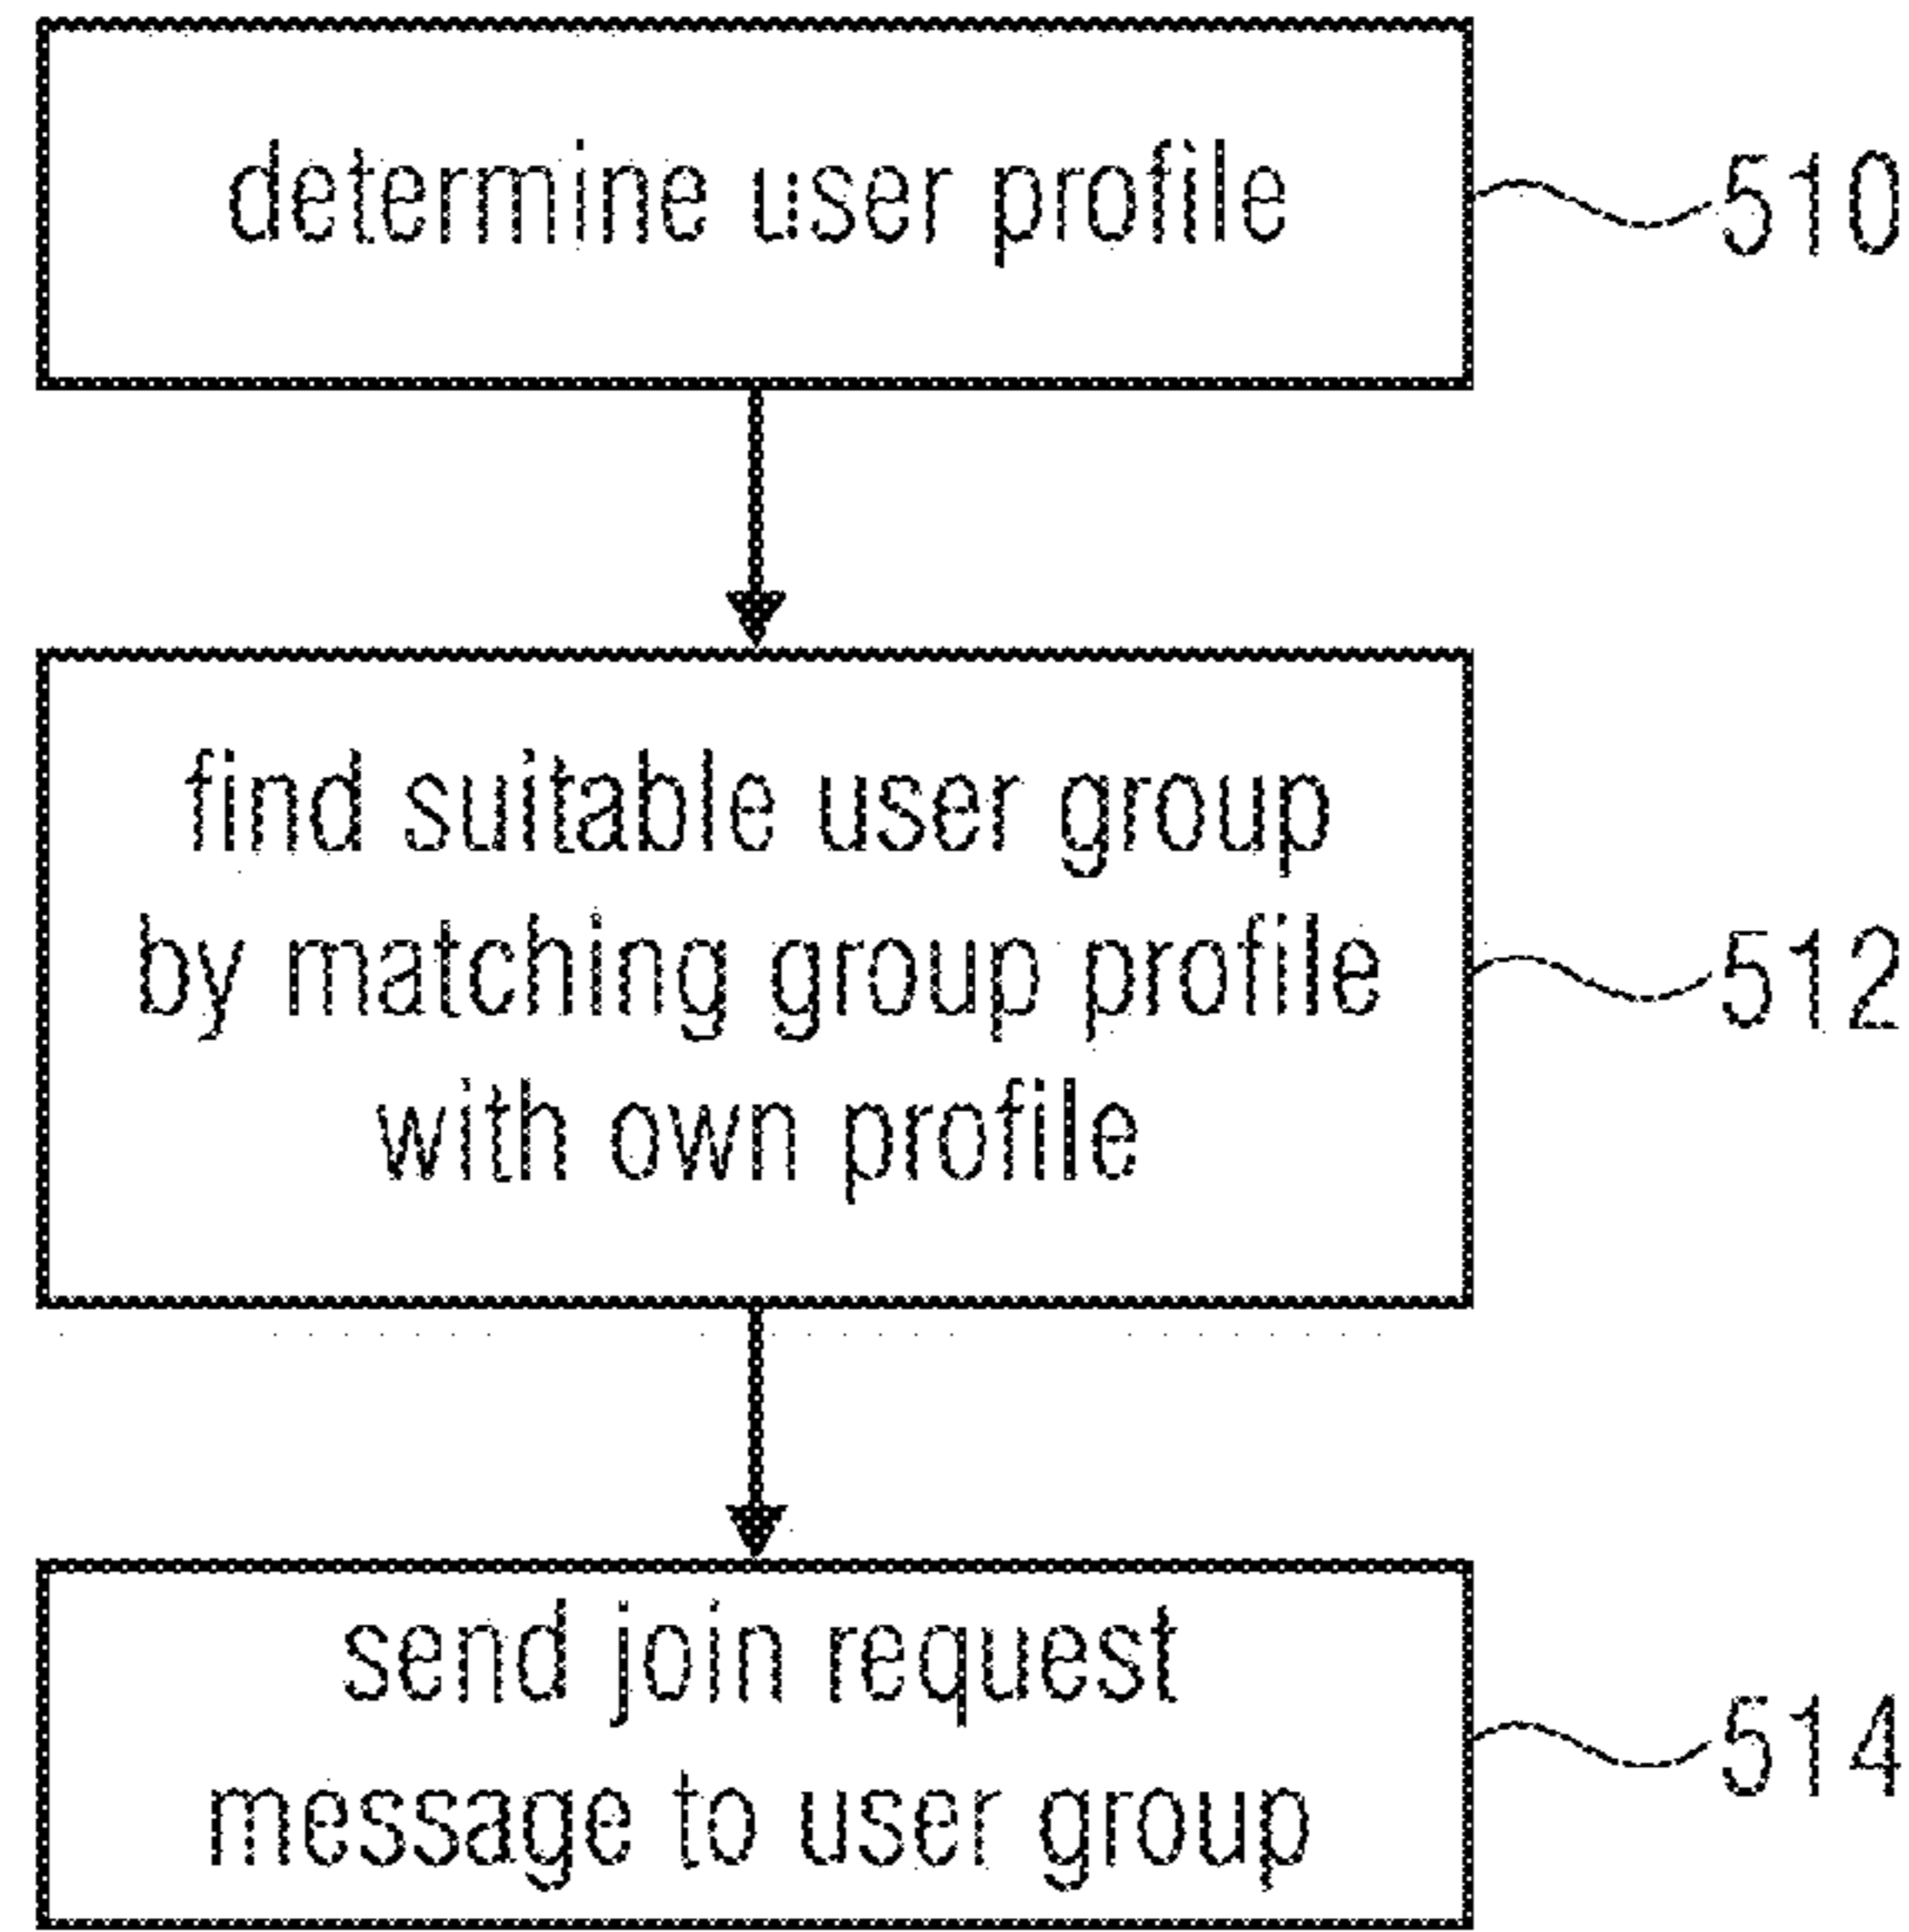 determine user profile
510
find suitable user group
by matching group profile
with own profile
512
send join request
message to user group
514